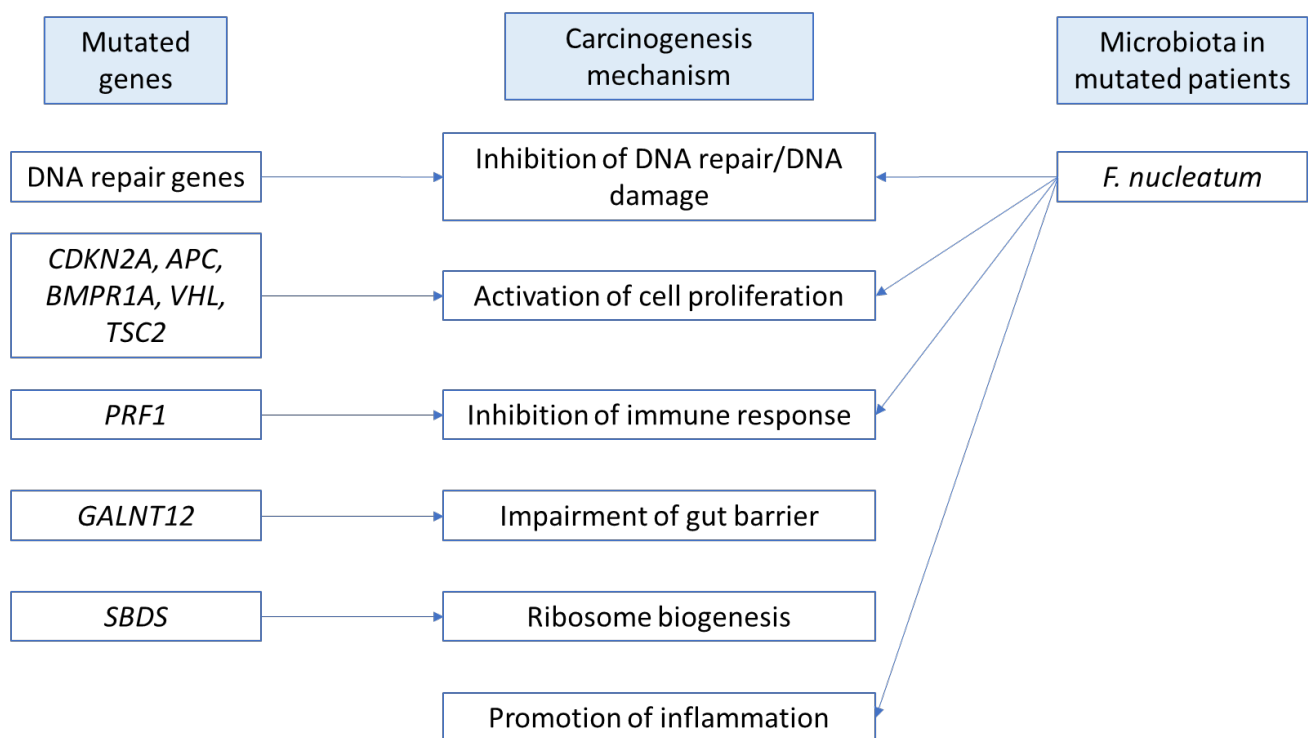 Mutated
genes
Carcinogenesis
mechanism
Microbiota in
mutated patients
DNA repair genes
Inhibition of DNA repair/DNA
damage
F. nucleatum
CDKN2A, APC,
BMPR1A, VHL,
TSC2
Activation of cell proliferation
PRF1
Inhibition of immune response
GALNT12
Impairment of gut barrier
SBDS
Ribosome biogenesis
Promotion of inflammation